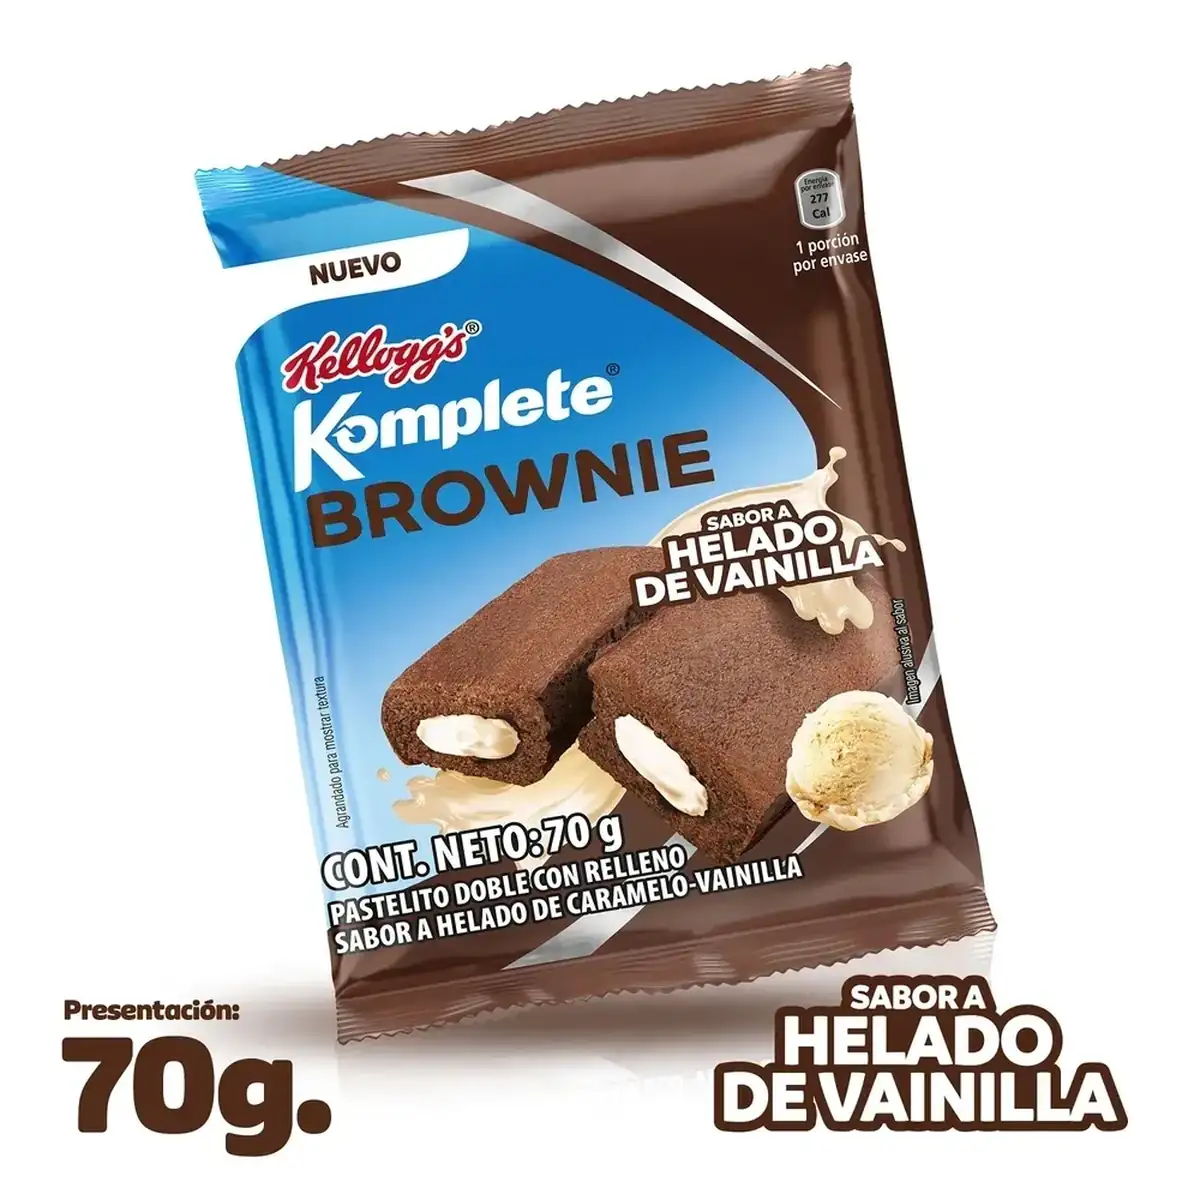 Energía
por envase
277
Cal
1 porción
por envase
NUEVO
Kellogg's®
Komplete®
BROWNIE
SABOR A
HELADO
DE VAINILLA
Imagen alusiva al sabor
Agrandado para mostrar textura
CONT. NETO: 70 g
PASTELITO DOBLE CON RELLENO
SABOR A HELADO DE CARAMELO-VAINILLA
Presentación:
70g.
SABOR A
HELADO
DE VAINILLA